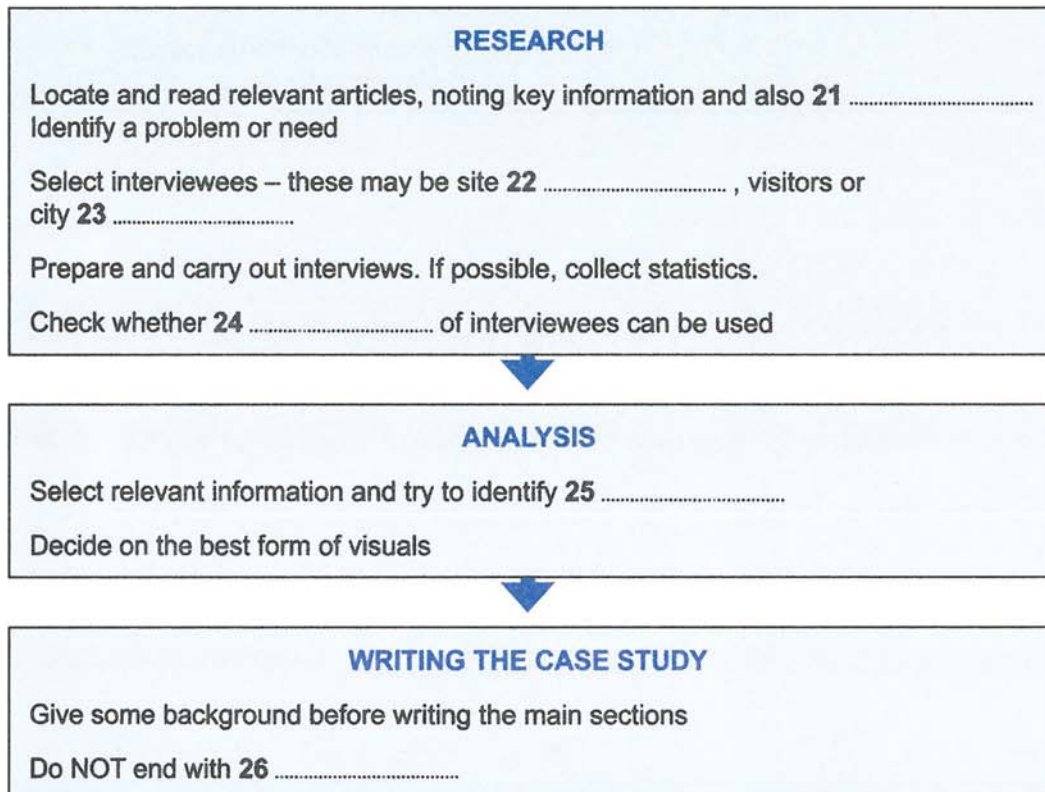 RESEARCH
Locate and read relevant articles, noting key information and also 21 ....................................
Identify a problem or need
Select interviewees – these may be site 22 ...................................., visitors or
city 23 ....................................
Prepare and carry out interviews. If possible, collect statistics.
Check whether 24 .................................... of interviewees can be used
ANALYSIS
Select relevant information and try to identify 25 ....................................
Decide on the best form of visuals
WRITING THE CASE STUDY
Give some background before writing the main sections
Do NOT end with 26 ....................................